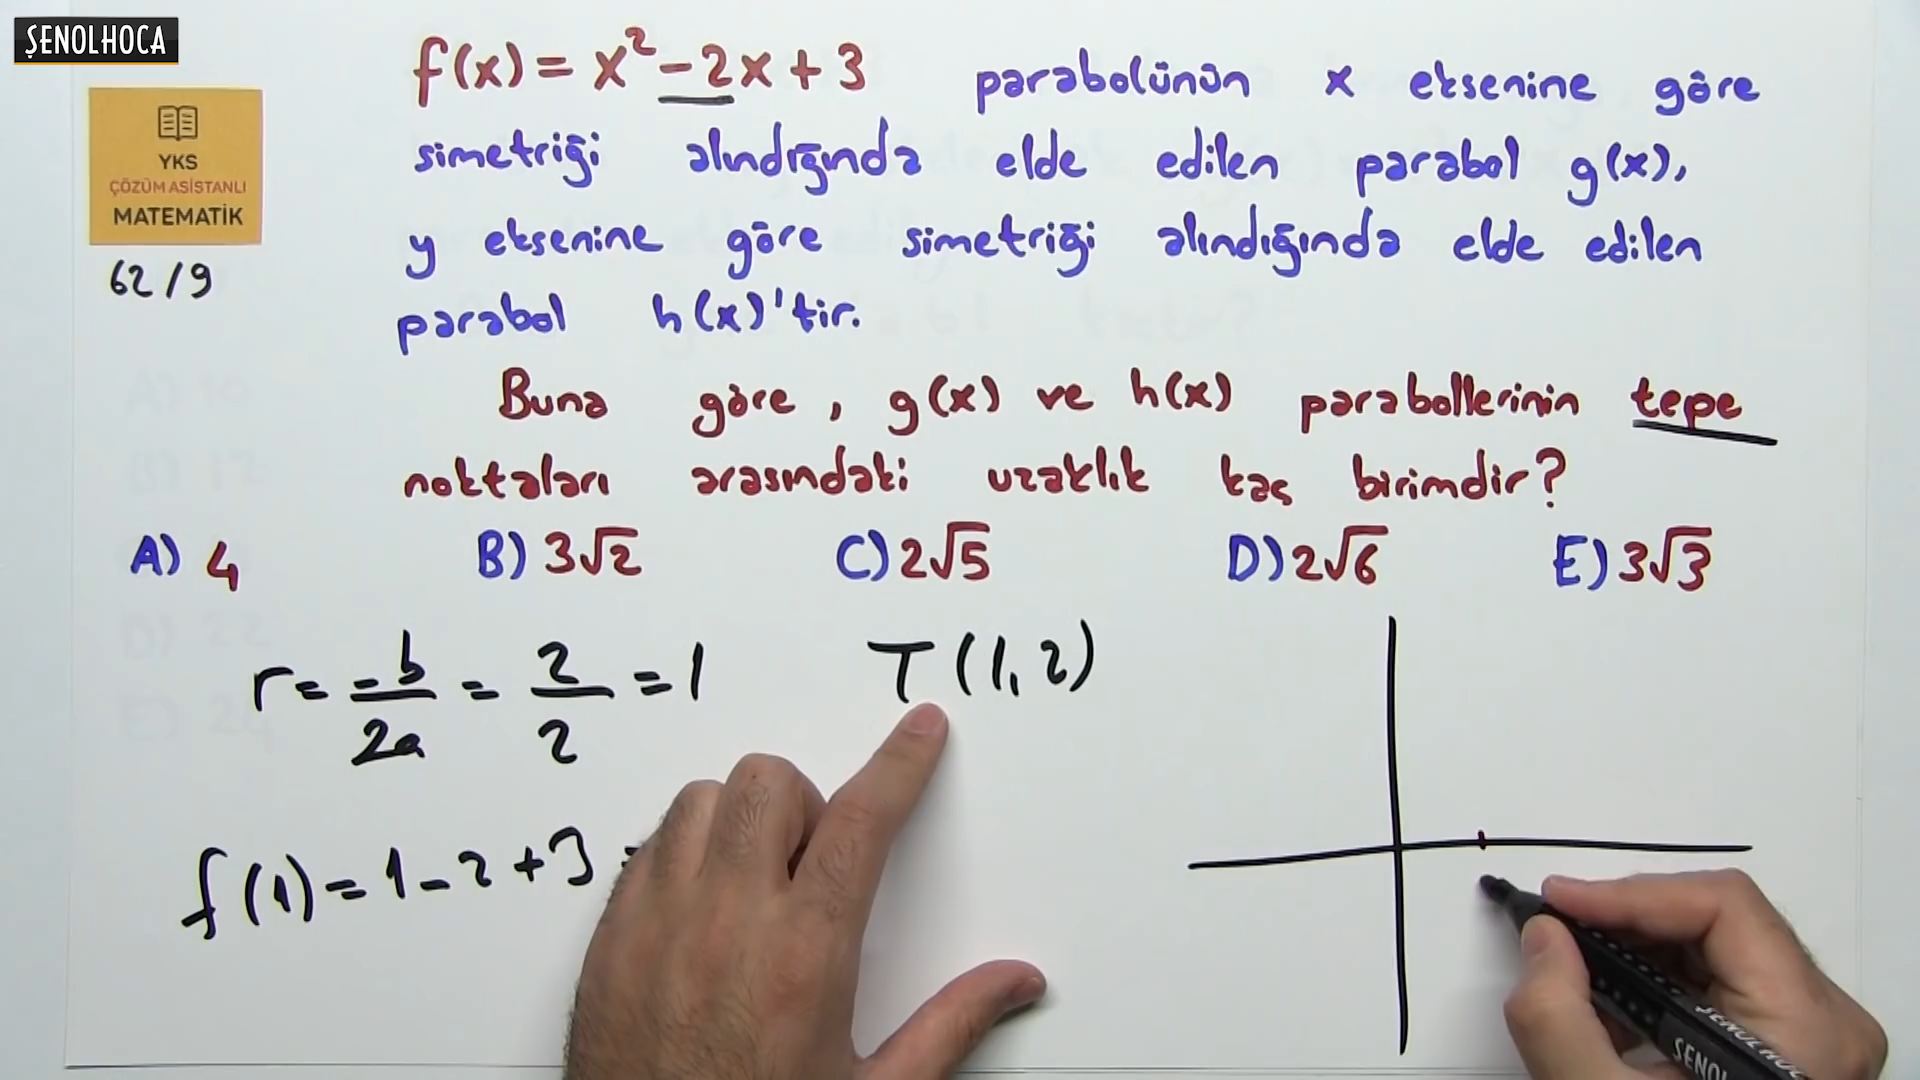 ŞENOLHOCA
YKS
ÇÖZÜM ASİSTANLI
MATEMATİK
62/9
f(x) = x² - 2x + 3 parabolünün x eksenine göre
simetriği alındığında elde edilen parabol g(x),
y eksenine göre simetriği alındığında elde edilen
parabol h(x)'tir.
Buna göre, g(x) ve h(x) parabollerinin tepe
noktaları arasındaki uzaklık kaç birimdir?
A) 4 B) 3√2 C) 2√5 D) 2√6 E) 3√3
r = -b/2a = 2/2 = 1 T(1,2)
f(1) = 1 - 2 + 3 =
ŞENOLHOCA